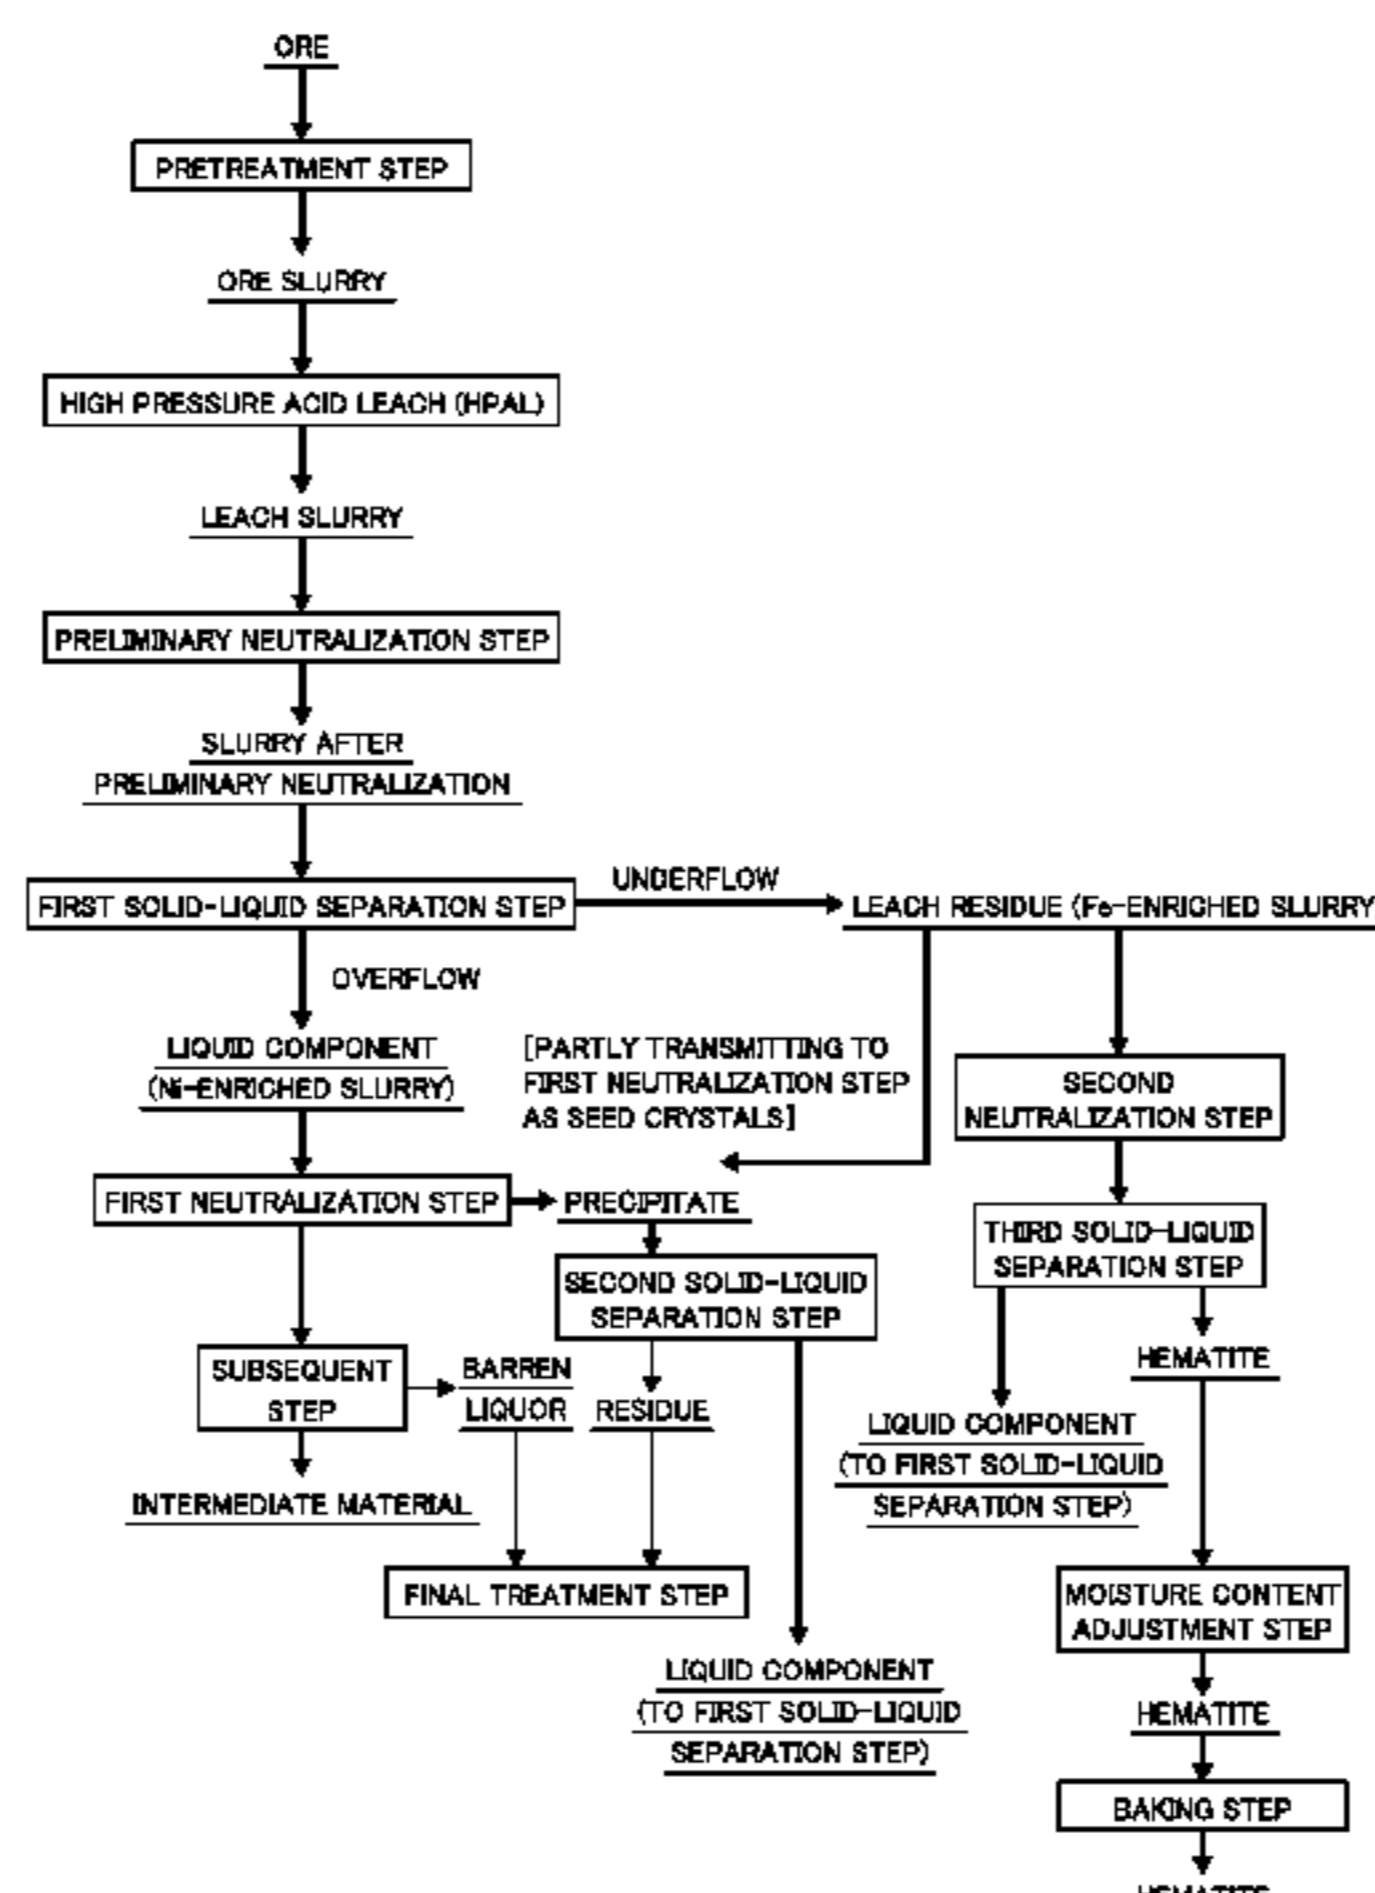 ORE
PRETREATMENT STEP
ORE SLURRY
HIGH PRESSURE ACID LEACH (HPAL)
LEACH SLURRY
PRELIMINARY NEUTRALIZATION STEP
SLURRY AFTER
PRELIMINARY NEUTRALIZATION
FIRST SOLID-LIQUID SEPARATION STEP
UNDERFLOW
LEACH RESIDUE (Fe-ENRICHED SLURRY
OVERFLOW
LIQUID COMPONENT
(Ni-ENRICHED SLURRY)
[PARTLY TRANSMITTING TO
FIRST NEUTRALIZATION STEP
AS SEED CRYSTALS]
SECOND
NEUTRALIZATION STEP
FIRST NEUTRALIZATION STEP
PRECIPITATE
SECOND SOLID-LIQUID
SEPARATION STEP
THIRD SOLID-LIQUID
SEPARATION STEP
SUBSEQUENT
STEP
BARREN
LIQUOR
RESIDUE
HEMATITE
LIQUID COMPONENT
(TO FIRST SOLID-LIQUID
SEPARATION STEP)
INTERMEDIATE MATERIAL
FINAL TREATMENT STEP
MOISTURE CONTENT
ADJUSTMENT STEP
LIQUID COMPONENT
(TO FIRST SOLID-LIQUID
SEPARATION STEP)
HEMATITE
BAKING STEP
HEMATITE